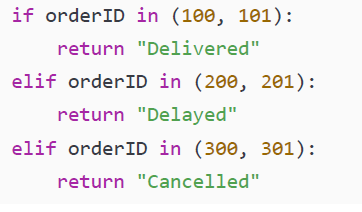 if orderID in (100, 101):
    return "Delivered"
elif orderID in (200, 201):
    return "Delayed"
elif orderID in (300, 301):
    return "Cancelled"